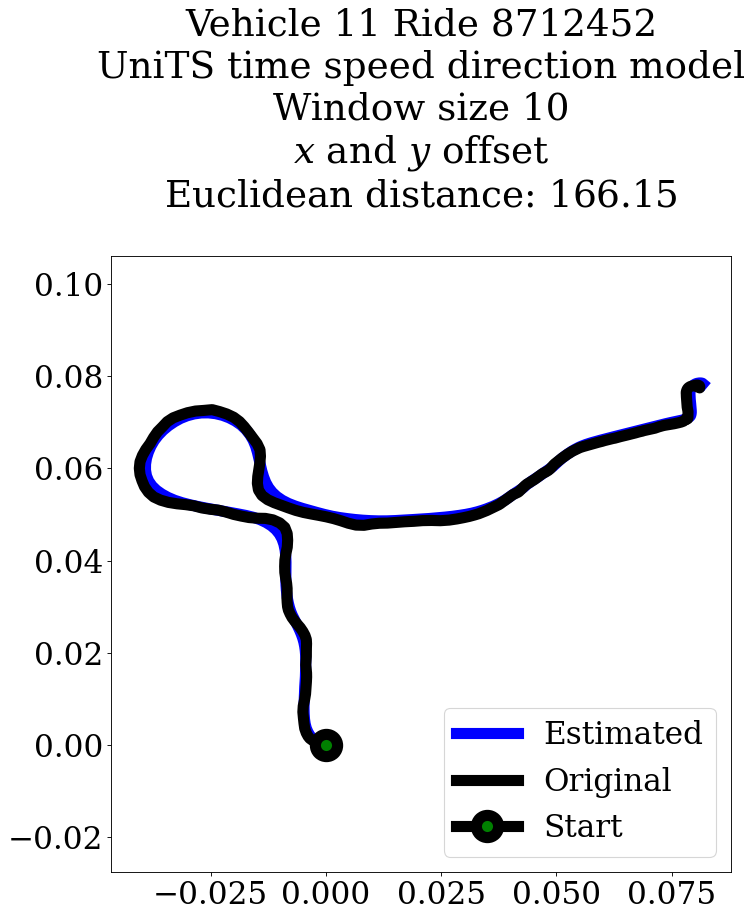 Vehicle 11 Ride 8712452
UniTS time speed direction model
Window size 10
x and y offset
Euclidean distance: 166.15
0.10
0.08
0.06
0.04
0.02
0.00
−0.02
Estimated
Original
Start
−0.025 0.000 0.025 0.050 0.075